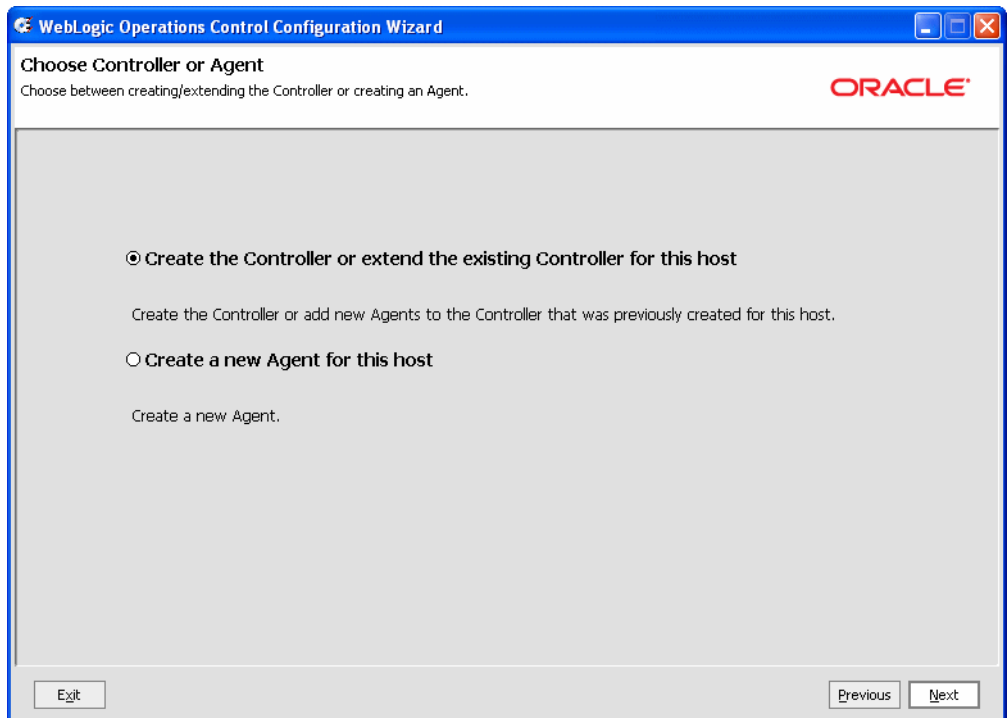 WebLogic Operations Control Configuration Wizard
Choose Controller or Agent
Choose between creating/extending the Controller or creating an Agent.
ORACLE
Create the Controller or extend the existing Controller for this host
Create the Controller or add new Agents to the Controller that was previously created for this host.
Create a new Agent for this host
Create a new Agent.
Exit
Previous
Next